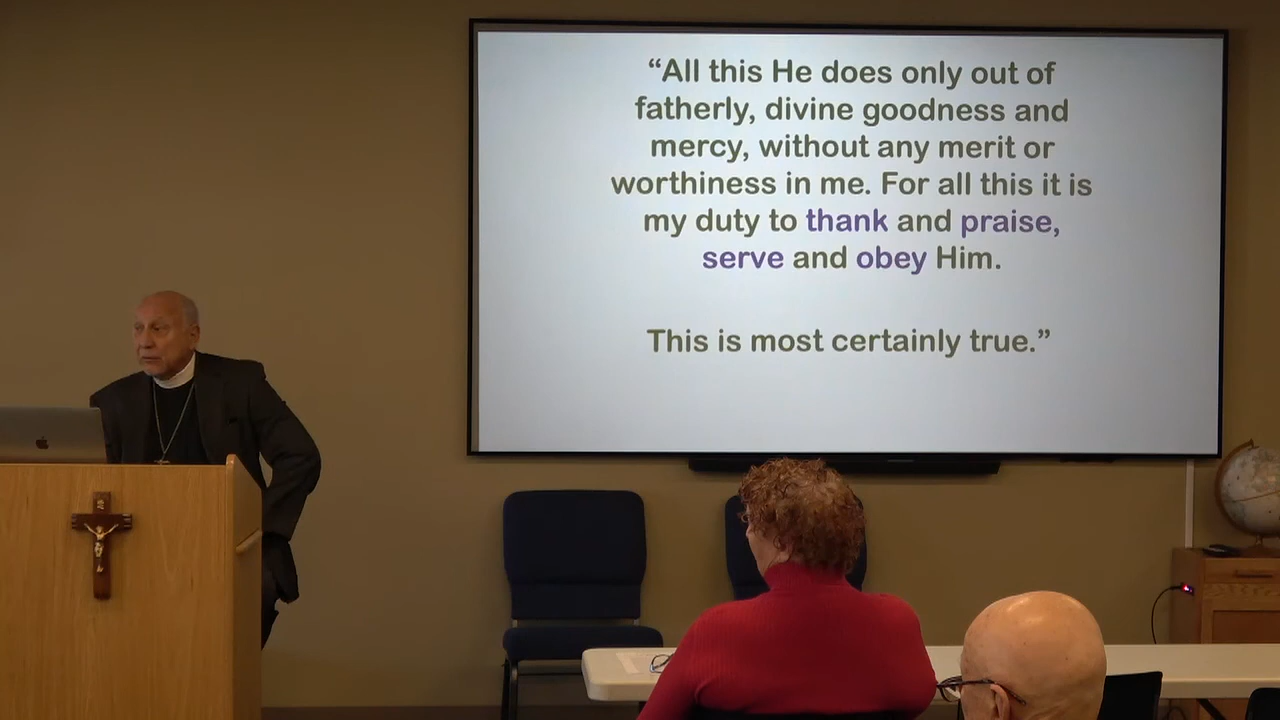 “All this He does only out of
fatherly, divine goodness and
mercy, without any merit or
worthiness in me. For all this it is
my duty to thank and praise,
serve and obey Him.
This is most certainly true.”